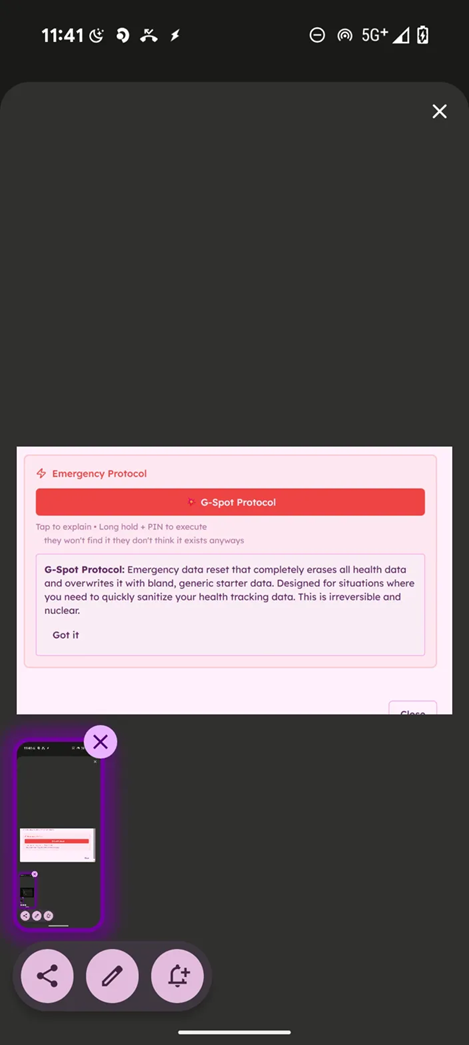 11:41
5G+
Emergency Protocol
G-Spot Protocol
Tap to explain • Long hold + PIN to execute
they won't find it they don't think it exists anyways
G-Spot Protocol: Emergency data reset that completely erases all health data
and overwrites it with bland, generic starter data. Designed for situations where
you need to quickly sanitize your health tracking data. This is irreversible and
nuclear.
Got it
Close